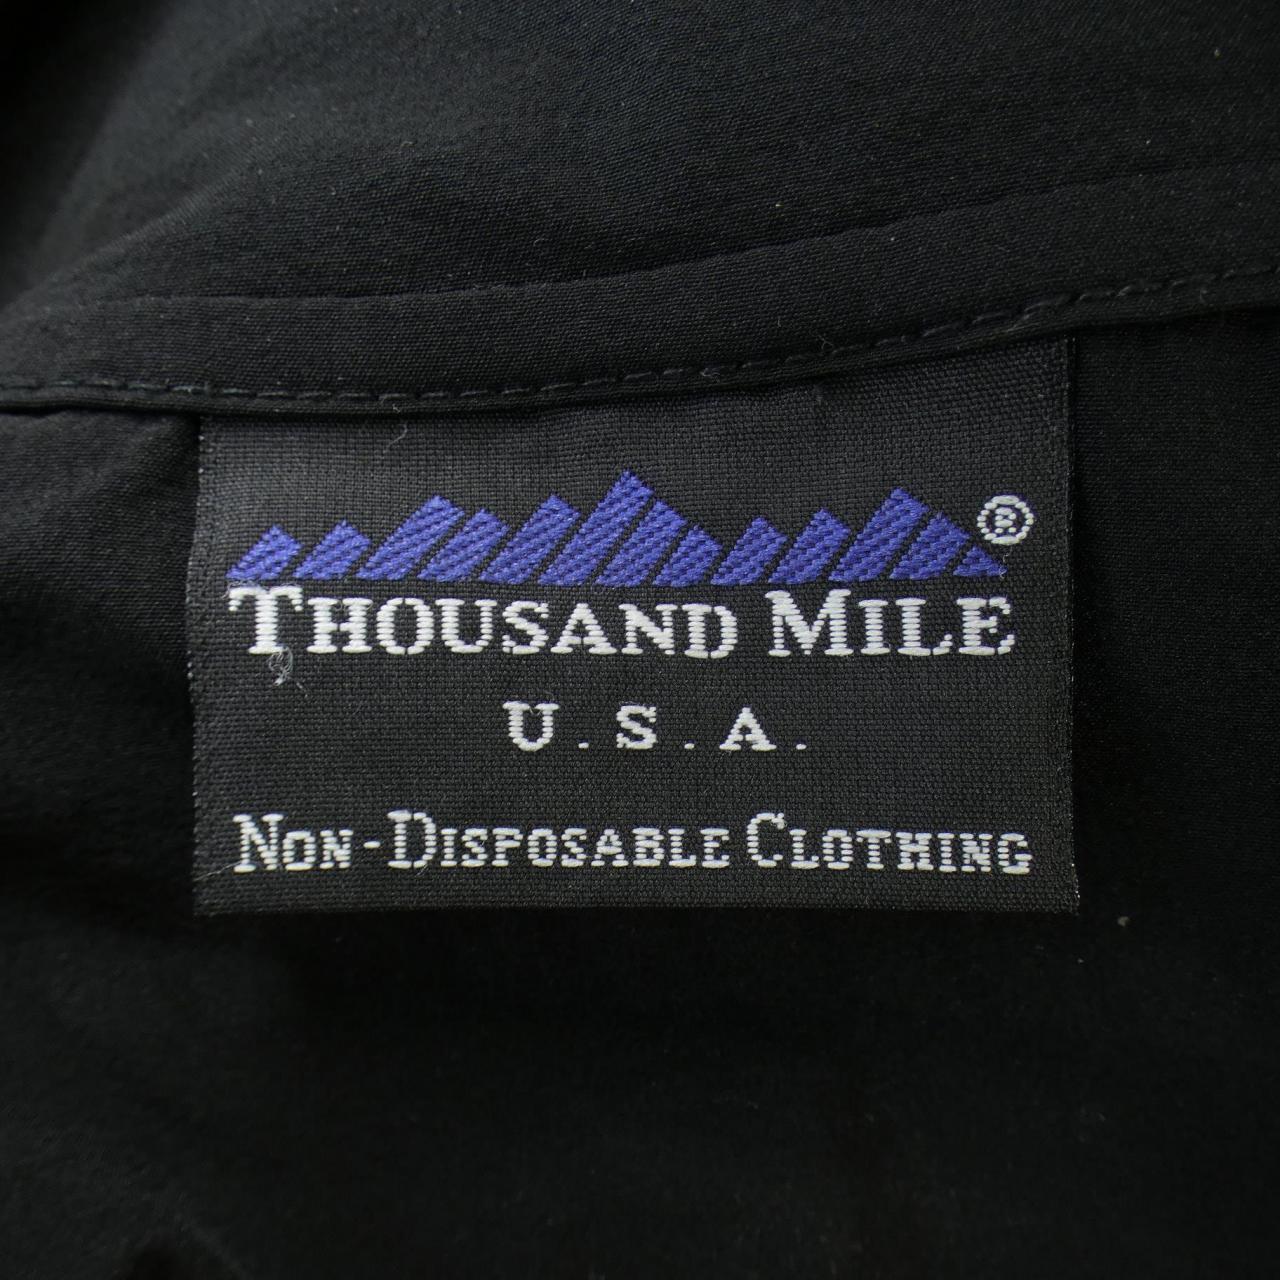 ®
THOUSAND MILE
U.S.A.
NON-DISPOSABLE CLOTHING